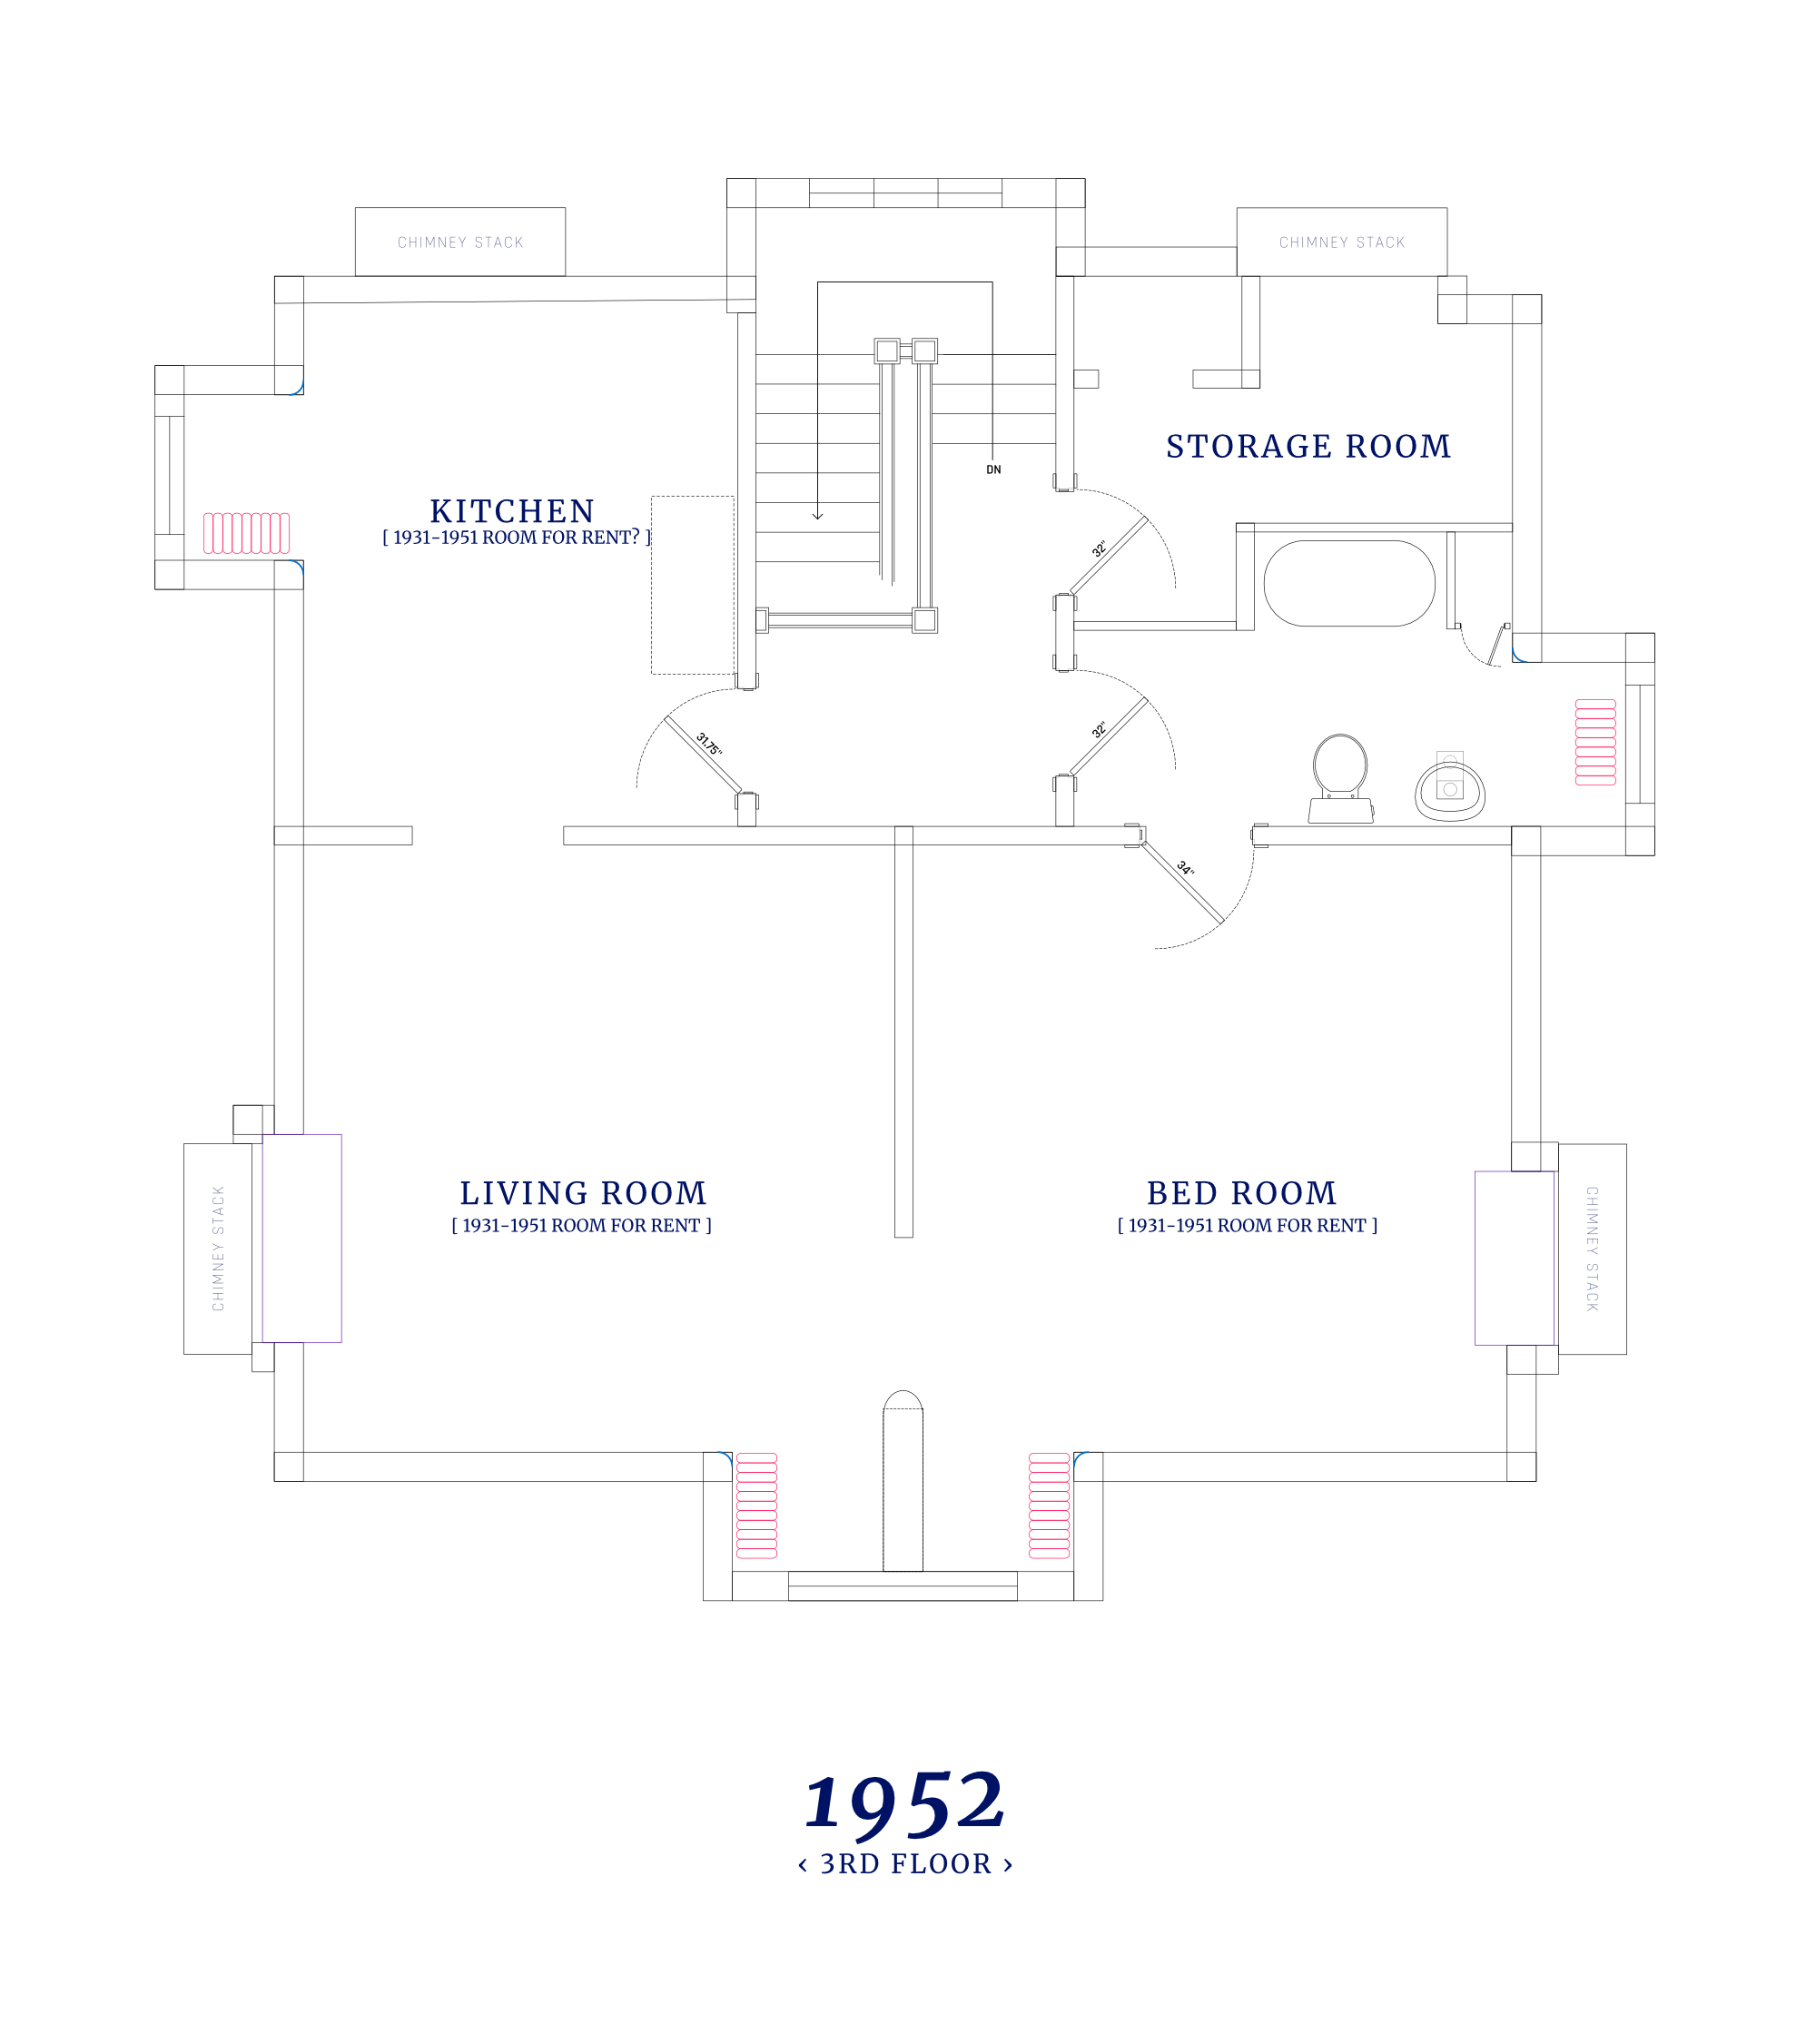 CHIMNEY STACK
CHIMNEY STACK
STORAGE ROOM
DN
KITCHEN
[ 1931-1951 ROOM FOR RENT? ]
32"
32"
31.75"
34"
LIVING ROOM
[ 1931-1951 ROOM FOR RENT ]
BED ROOM
[ 1931-1951 ROOM FOR RENT ]
CHIMNEY STACK
CHIMNEY STACK
1952
‹ 3RD FLOOR ›